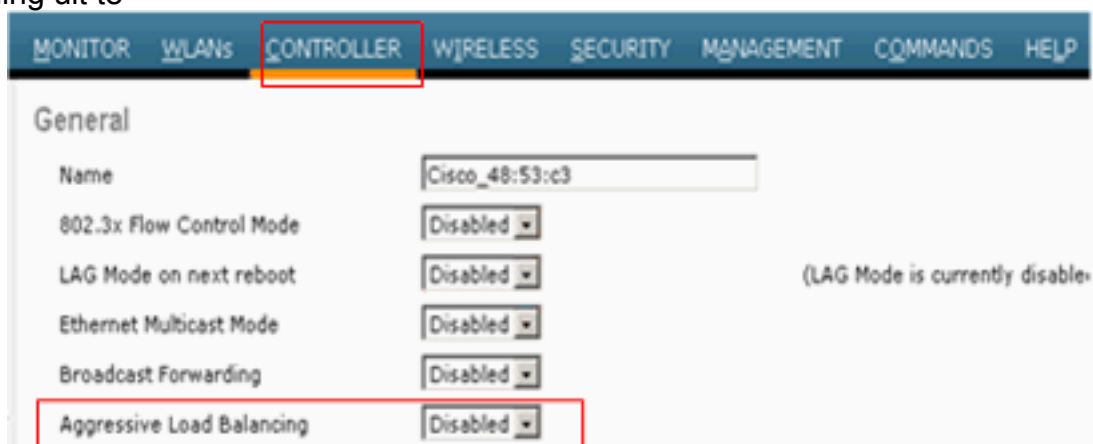 uit te
MONITOR WLANs CONTROLLER WIRELESS SECURITY MANAGEMENT COMMANDS HELP
General
Name Cisco_48:53:c3
802.3x Flow Control Mode Disabled
LAG Mode on next reboot Disabled (LAG Mode is currently disable
Ethernet Multicast Mode Disabled
Broadcast Forwarding Disabled
Aggressive Load Balancing Disabled